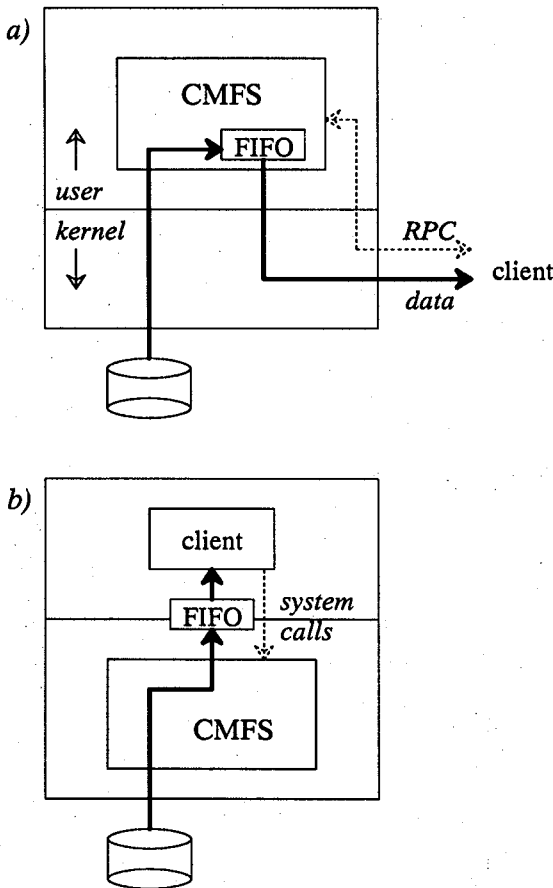 a)
CMFS
FIFO
user
kernel
RPC
client
data
b)
client
system
calls
FIFO
CMFS